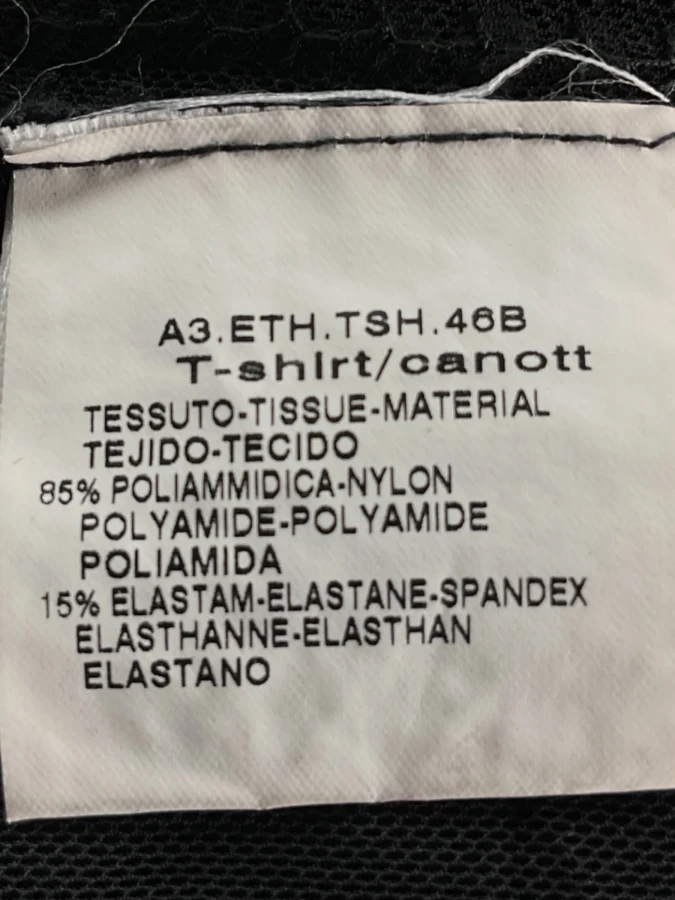 A3.ETH.TSH.46B
T-shirt/canott
TESSUTO-TISSUE-MATERIAL
TEJIDO-TECIDO
85% POLIAMMIDICA-NYLON
POLYAMIDE-POLYAMIDE
POLIAMIDA
15% ELASTAM-ELASTANE-SPANDEX
ELASTHANNE-ELASTHAN
ELASTANO